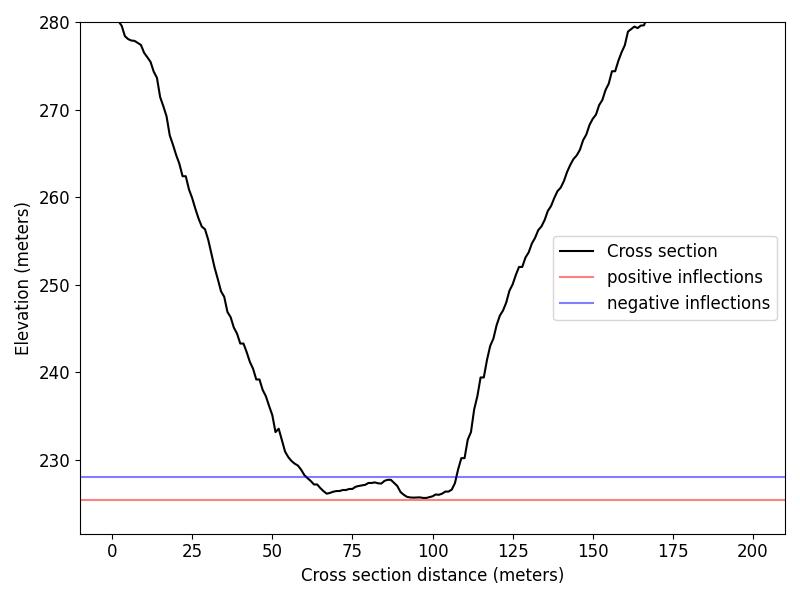 280
270
260
250
240
230
Elevation (meters)
Cross section
positive inflections
negative inflections
0 25 50 75 100 125 150 175 200
Cross section distance (meters)